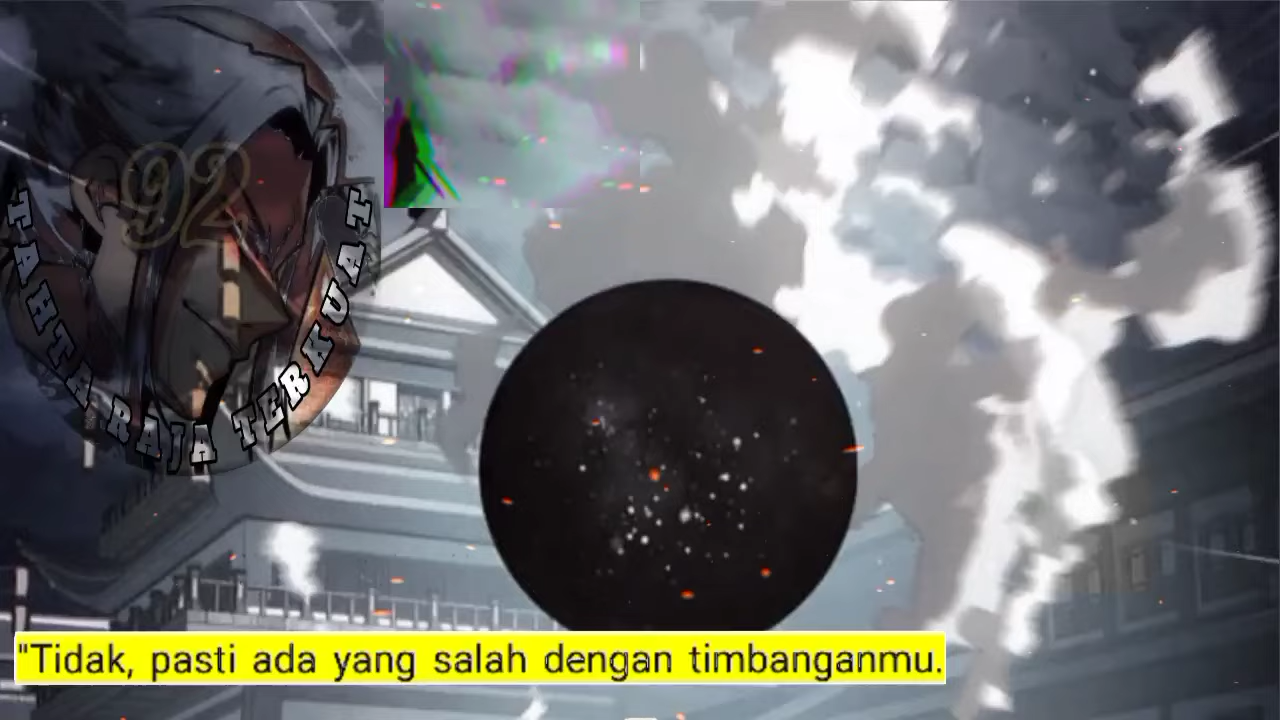 92
TAHTA RAJA TERKUAT
"Tidak, pasti ada yang salah dengan timbanganmu.